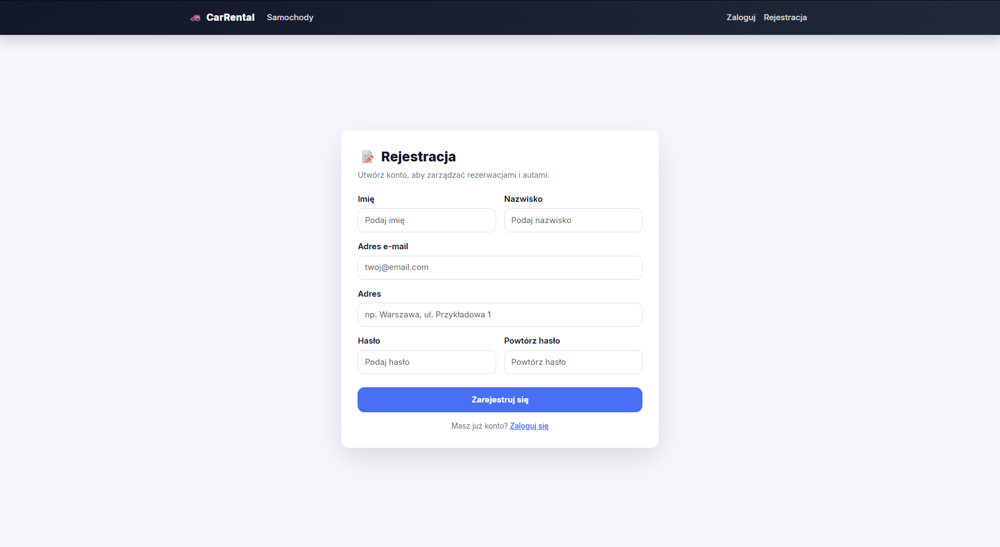 CarRental Samochody Zaloguj Rejestracja
Rejestracja
Utwórz konto, aby zarządzać rezerwacjami i autami.
Imię Nazwisko
Podaj imię Podaj nazwisko
Adres e-mail
twoj@email.com
Adres
np. Warszawa, ul. Przykładowa 1
Hasło Powtórz hasło
Podaj hasło Powtórz hasło
Zarejestruj się
Masz już konto? Zaloguj się